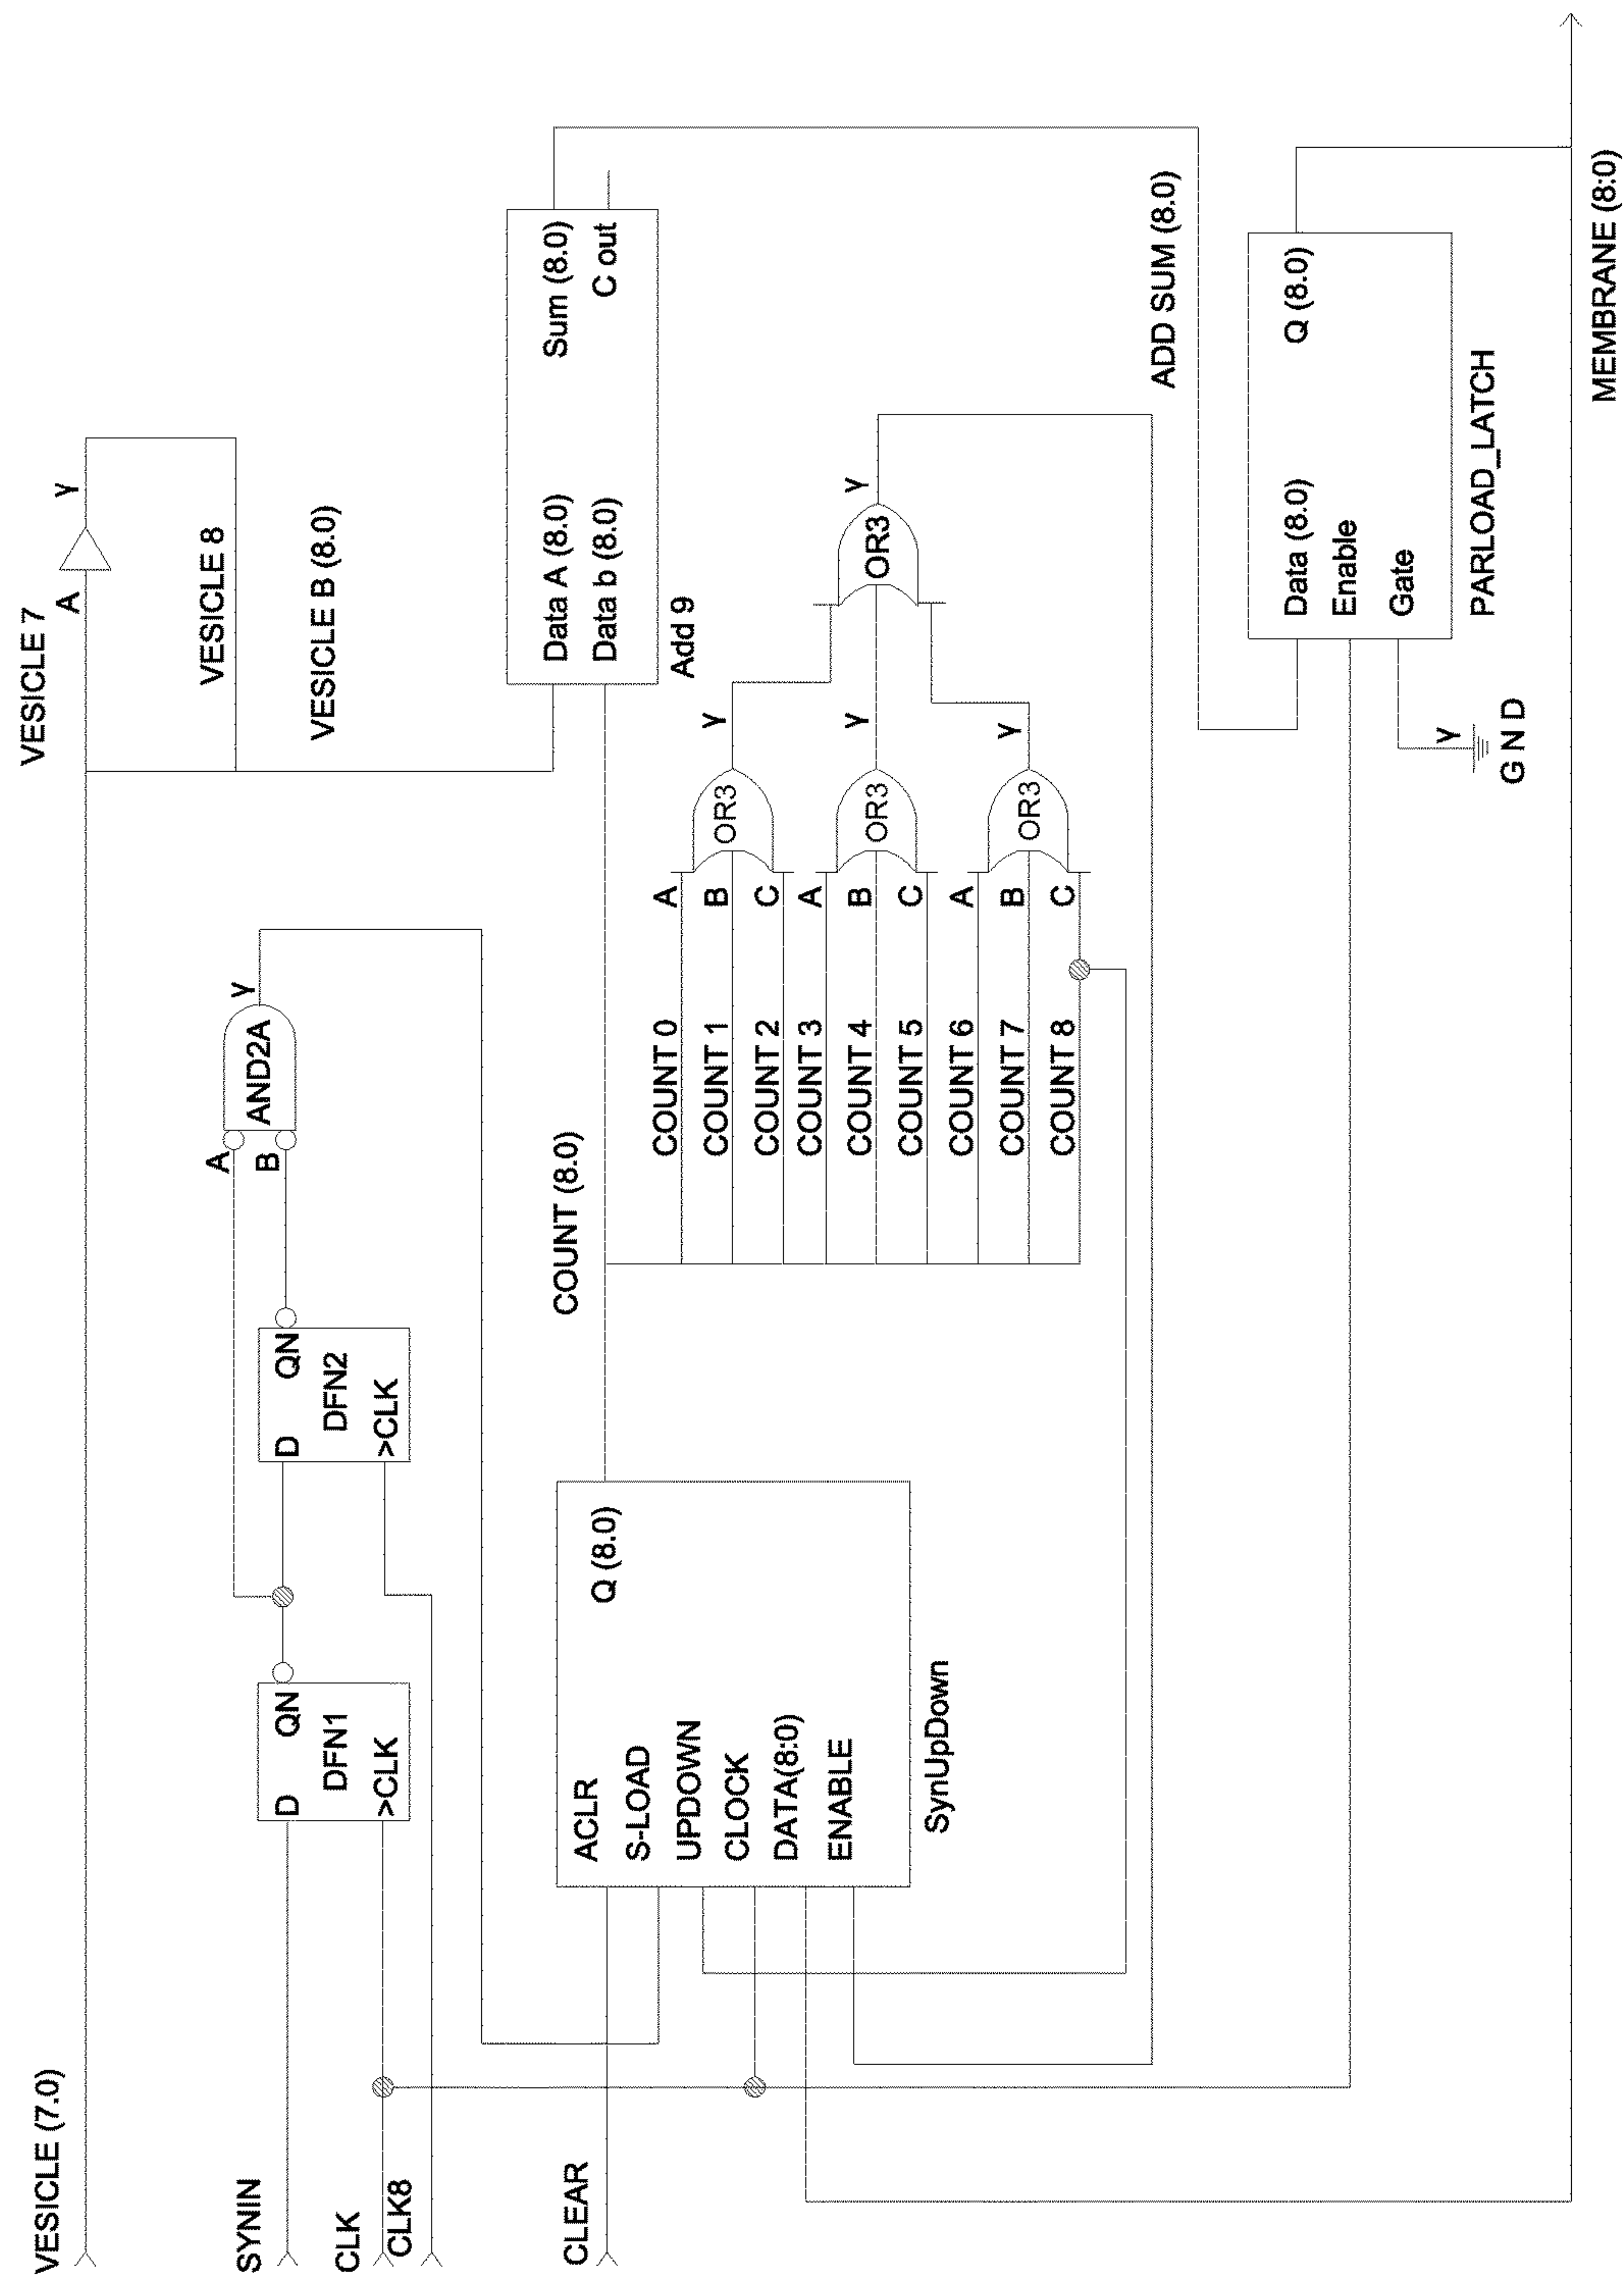 VESICLE (7.0)
VESICLE 7
A
Y
VESICLE 8
VESICLE B (8.0)
SYNIN
CLK
CLK8
CLEAR
D
QN
DFN1
>CLK
D
QN
DFN2
>CLK
A
B
AND2A
Y
ACLR
S-LOAD
UPDOWN
CLOCK
DATA(8:0)
ENABLE
Q (8.0)
SynUpDown
COUNT (8.0)
COUNT 0
COUNT 1
COUNT 2
COUNT 3
COUNT 4
COUNT 5
COUNT 6
COUNT 7
COUNT 8
A
B
C
A
B
C
A
B
C
OR3
OR3
OR3
Y
Y
Y
OR3
Y
Data A (8.0)
Data b (8.0)
Sum (8.0)
C out
Add 9
ADD SUM (8.0)
Data (8.0)
Enable
Gate
Q (8.0)
PARLOAD_LATCH
Y
G N D
MEMBRANE (8:0)